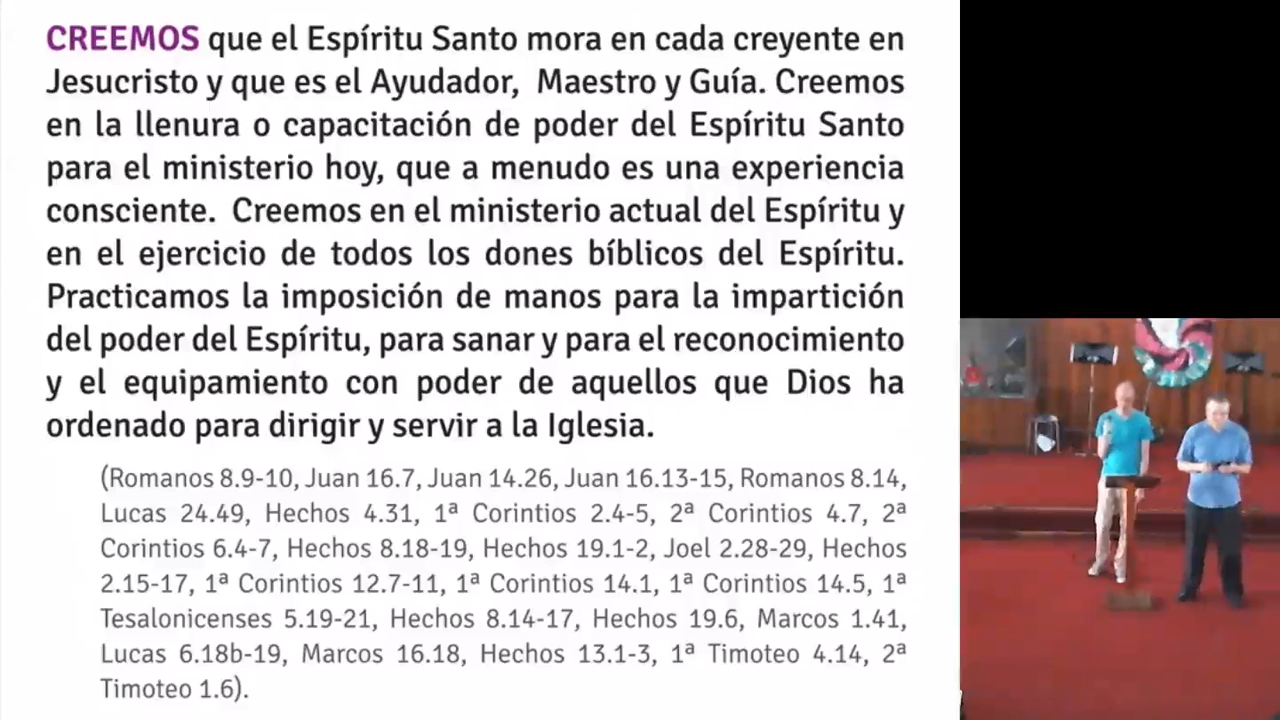 CREEMOS que el Espíritu Santo mora en cada creyente en
Jesucristo y que es el Ayudador,  Maestro y Guía. Creemos
en la llenura o capacitación de poder del Espíritu Santo
para el ministerio hoy, que a menudo es una experiencia
consciente.  Creemos en el ministerio actual del Espíritu y
en el ejercicio de todos los dones bíblicos del Espíritu.
Practicamos la imposición de manos para la impartición
del poder del Espíritu, para sanar y para el reconocimiento
y el equipamiento con poder de aquellos que Dios ha
ordenado para dirigir y servir a la Iglesia.
(Romanos 8.9-10, Juan 16.7, Juan 14.26, Juan 16.13-15, Romanos 8.14,
Lucas 24.49, Hechos 4.31, 1ª Corintios 2.4-5, 2ª Corintios 4.7, 2ª
Corintios 6.4-7, Hechos 8.18-19, Hechos 19.1-2, Joel 2.28-29, Hechos
2.15-17, 1ª Corintios 12.7-11, 1ª Corintios 14.1, 1ª Corintios 14.5, 1ª
Tesalonicenses 5.19-21, Hechos 8.14-17, Hechos 19.6, Marcos 1.41,
Lucas 6.18b-19, Marcos 16.18, Hechos 13.1-3, 1ª Timoteo 4.14, 2ª
Timoteo 1.6).